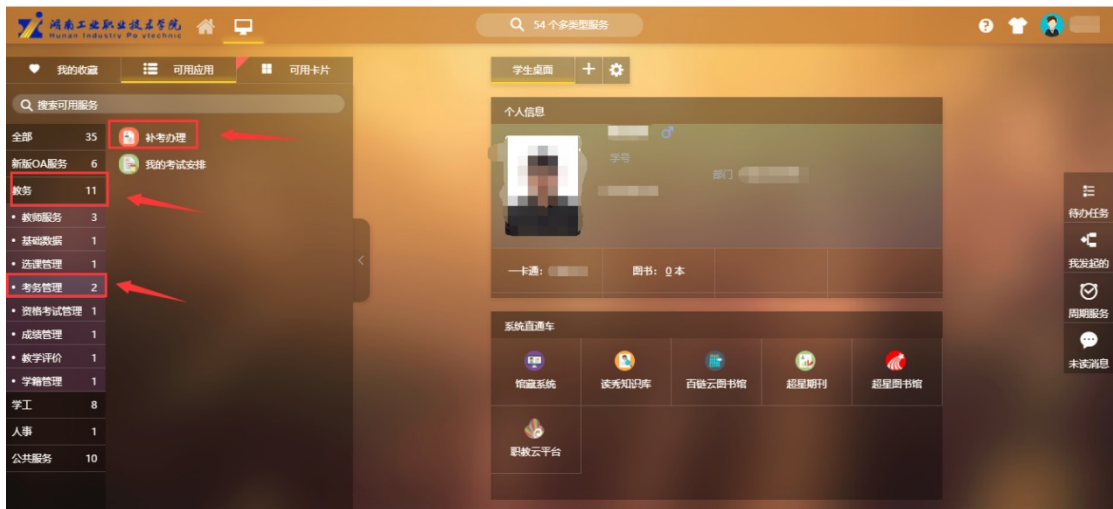 湖南工业职业技术学院
Hunan Industry Po ytechnic
54 个多类型服务
我的收藏
可用应用
可用卡片
搜索可用服务
全部 35
新版OA服务 6
教务 11
• 教师服务 3
• 基础数据 1
• 选课管理 1
• 考务管理 2
• 资格考试管理 1
• 成绩管理 1
• 教学评价 1
• 学籍管理 1
学工 8
人事 1
公共服务 10
补考办理
我的考试安排
学生桌面
个人信息
学号
部门
一卡通:
图书: 0 本
系统直通车
馆藏系统
读秀知识库
百链云图书馆
超星期刊
超星图书馆
职教云平台
待办任务
我发起的
周期服务
未读消息